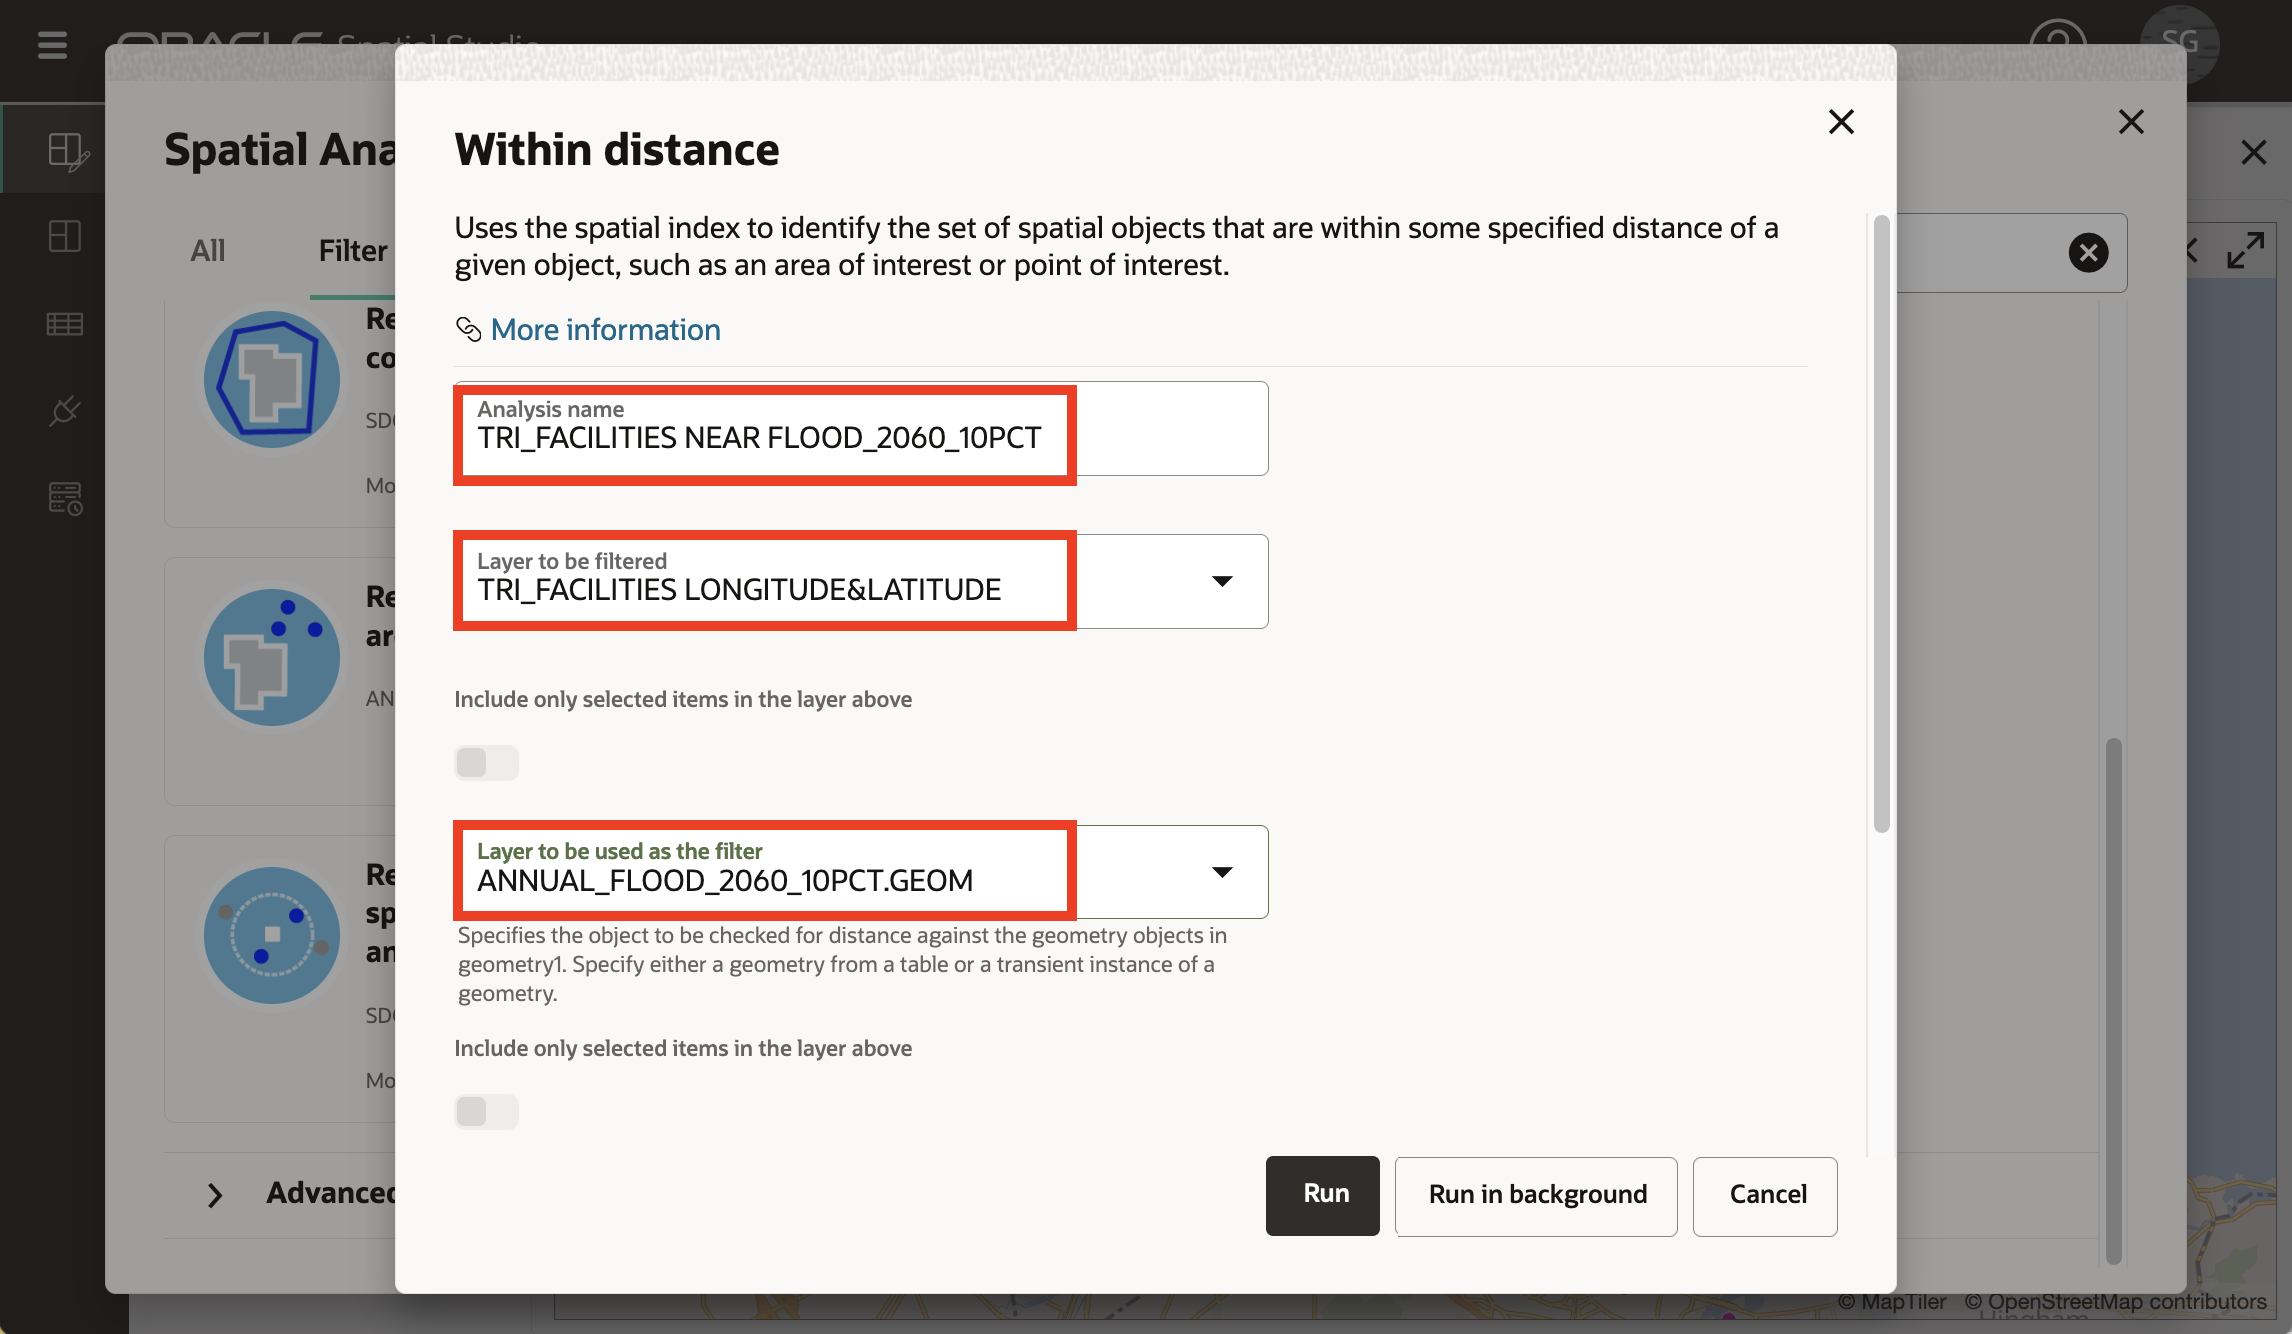 ORACLE Spatial Studio
SG
Spatial Ana
All
Filter
Re
co
SD
Mo
Re
ar
AN
Re
sp
an
SD
Mo
Advanced
Within distance
Uses the spatial index to identify the set of spatial objects that are within some specified distance of a
given object, such as an area of interest or point of interest.
More information
Analysis name
TRI_FACILITIES NEAR FLOOD_2060_10PCT
Layer to be filtered
TRI_FACILITIES LONGITUDE&LATITUDE
Include only selected items in the layer above
Layer to be used as the filter
ANNUAL_FLOOD_2060_10PCT.GEOM
Specifies the object to be checked for distance against the geometry objects in
geometry1. Specify either a geometry from a table or a transient instance of a
geometry.
Include only selected items in the layer above
Run
Run in background
Cancel
© MapTiler © OpenStreetMap contributors
Hingham